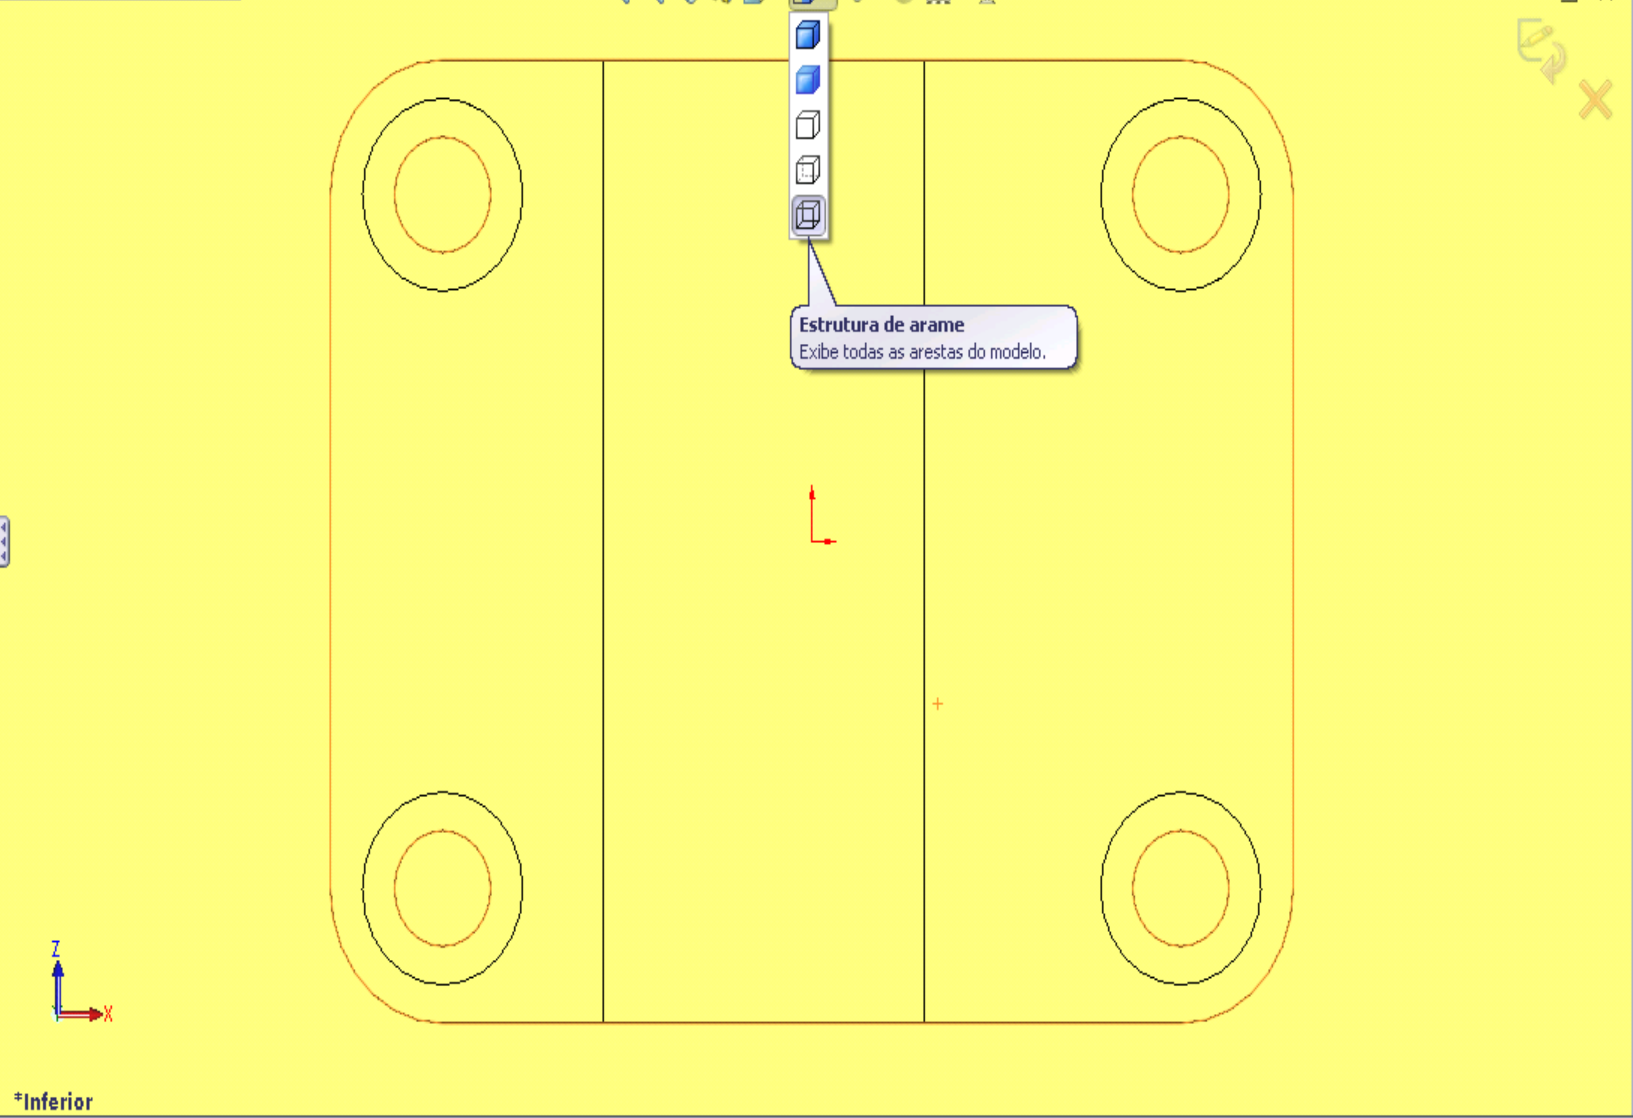 Estrutura de arame
Exibe todas as arestas do modelo.
Z
X
*Inferior